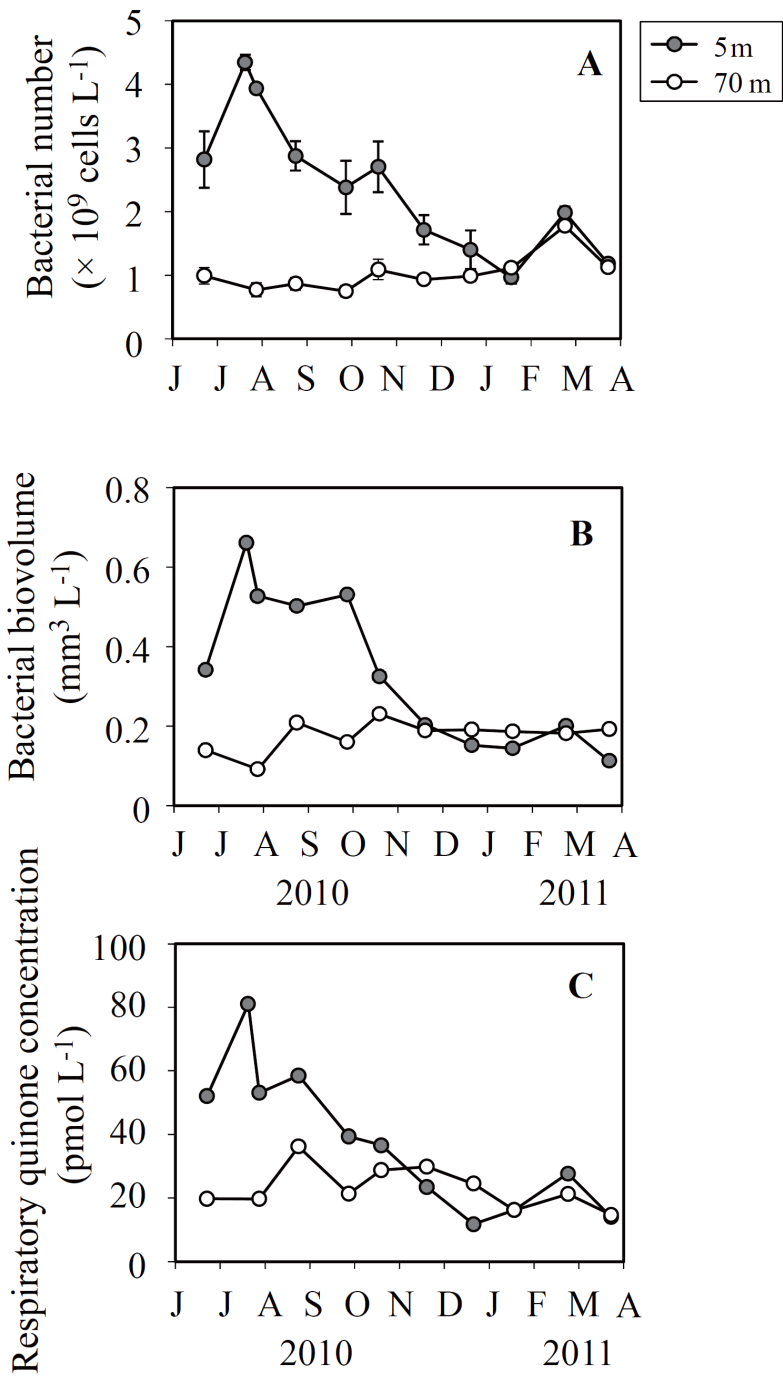 5 m
70 m
A
Bacterial number
(× 10⁹ cells L⁻¹)
5
4
3
2
1
0
J J A S O N D J F M A
B
Bacterial biovolume
(mm³ L⁻¹)
0.8
0.6
0.4
0.2
0
J J A S O N D J F M A
2010 2011
C
Respiratory quinone concentration
(pmol L⁻¹)
100
80
60
40
20
0
J J A S O N D J F M A
2010 2011